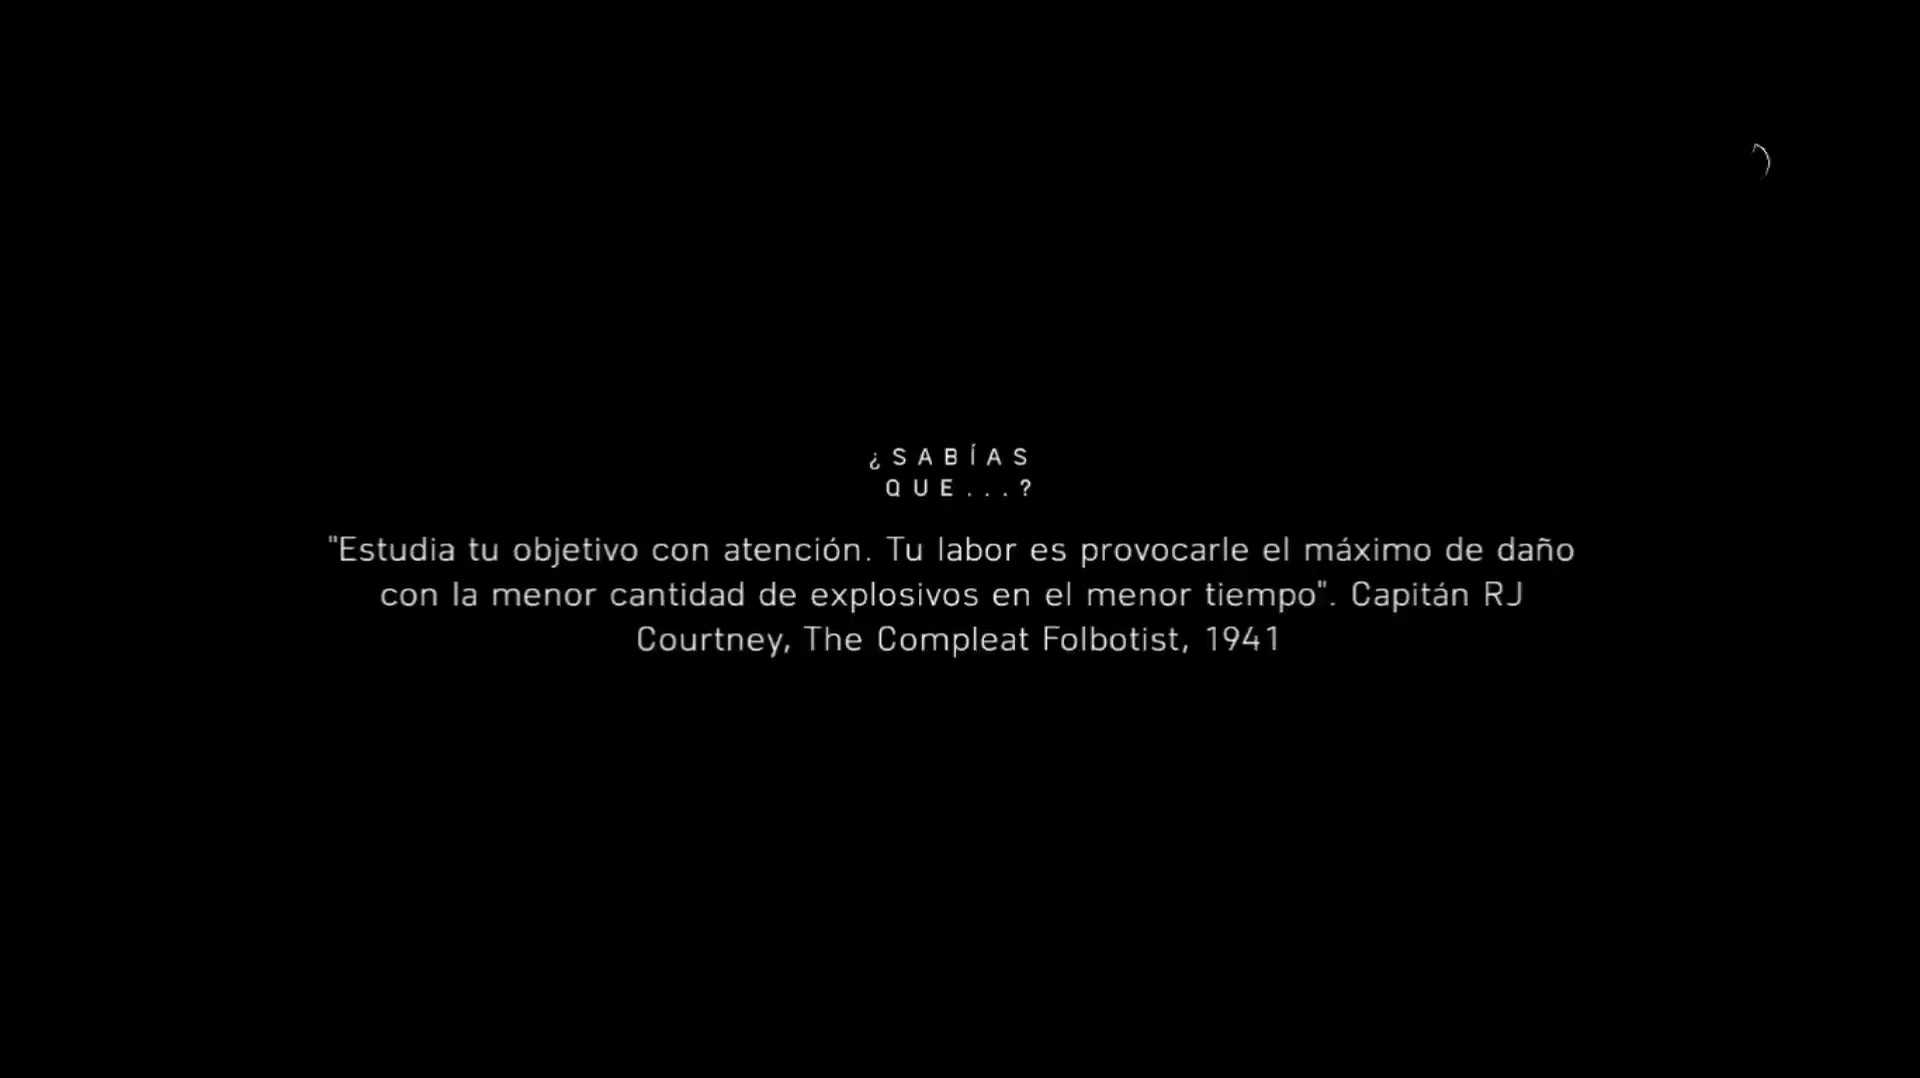 ¿SABÍAS
QUE...?
"Estudia tu objetivo con atención. Tu labor es provocarle el máximo de daño
con la menor cantidad de explosivos en el menor tiempo". Capitán RJ
Courtney, The Compleat Folbotist, 1941